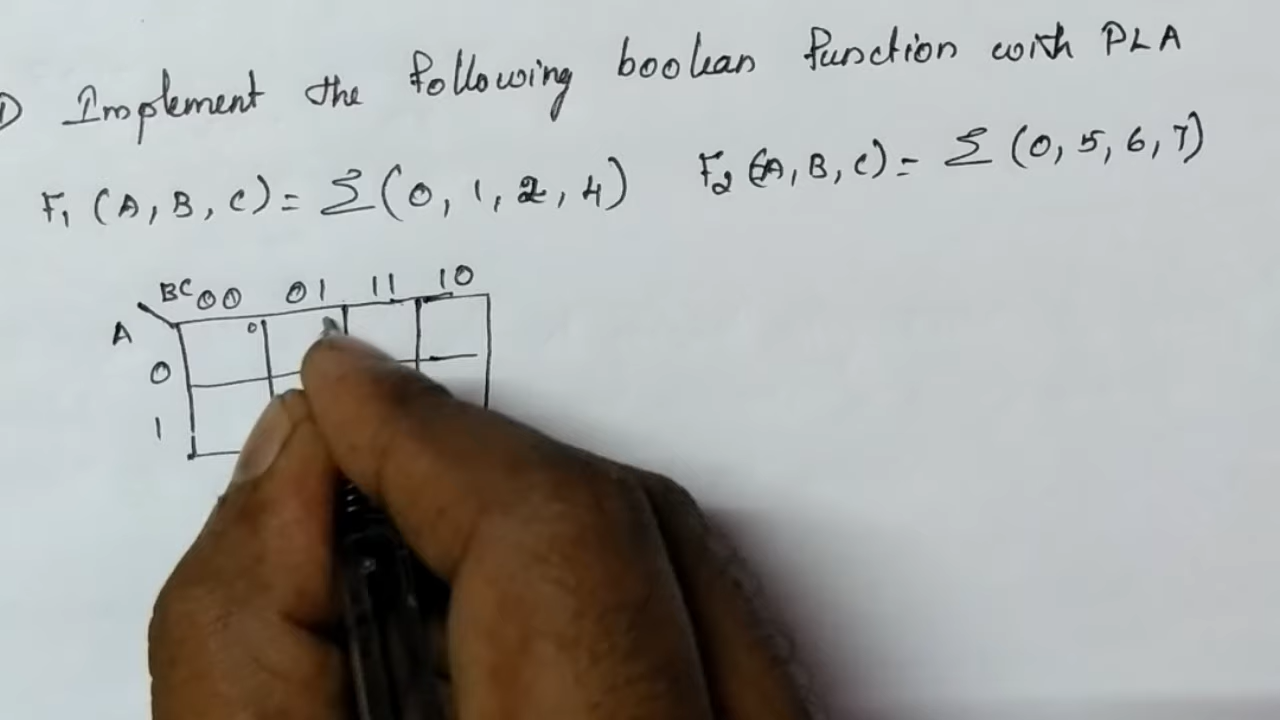 1) Implement the following boolean function with PLA
F₁ (A, B, C) = Σ(0, 1, 2, 4) F₂ (A, B, C) = Σ (0, 5, 6, 7)
BC 00 01 11 10
A
0
0
1